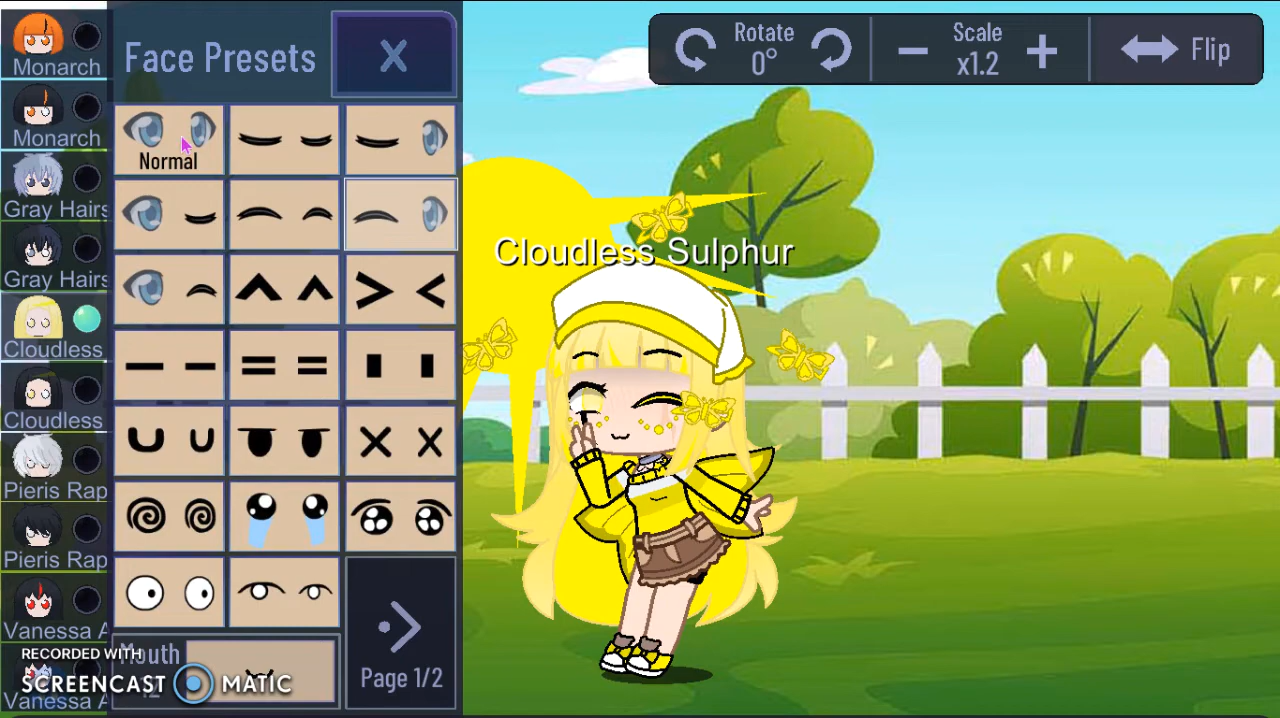 Monarch
Monarch
Gray Hairs
Gray Hairs
Cloudless
Cloudless
Pieris Rap
Pieris Rap
Vanessa A
Vanessa A
Face Presets
X
Normal
Mouth
Page 1/2
RECORDED WITH
SCREENCAST MATIC
Rotate
0°
Scale
x1.2
Flip
Cloudless Sulphur